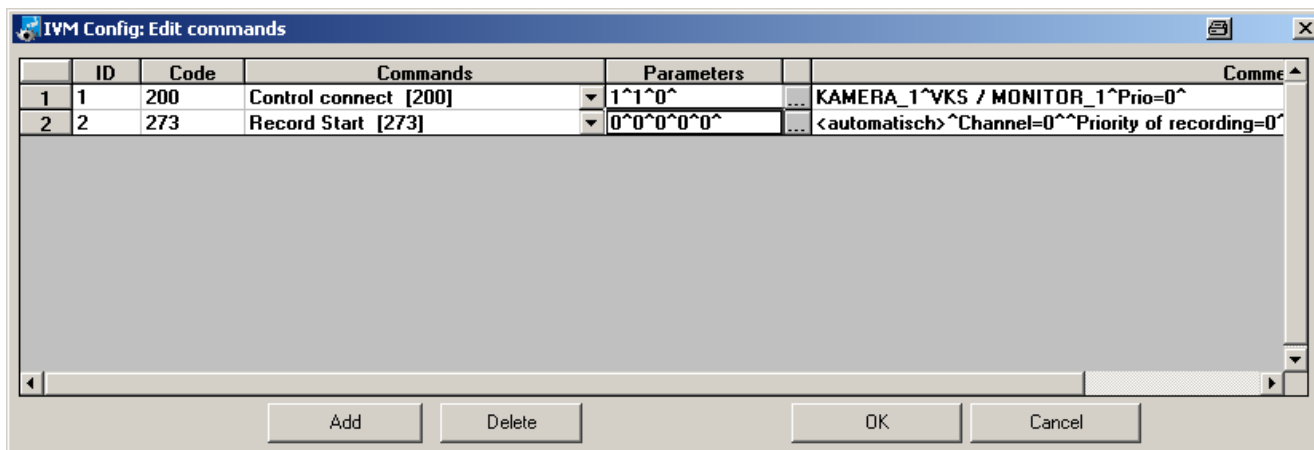 IVM Config: Edit commands
ID Code Commands Parameters Comme
1 1 200 Control connect [200] 1^1^0^ ... KAMERA_1^VKS / MONITOR_1^Prio=0^
2 2 273 Record Start [273] 0^0^0^0^0^ ... <automatisch>^Channel=0^^Priority of recording=0^
Add Delete OK Cancel